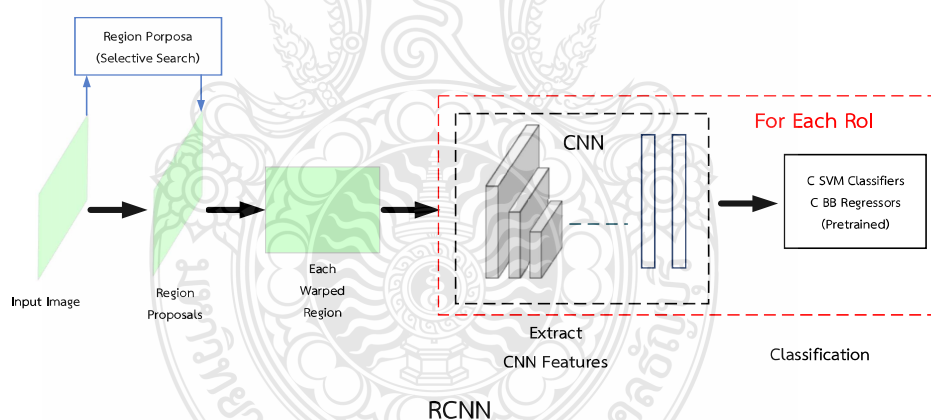 Region Porposa
(Selective Search)
For Each RoI
CNN
C SVM Classifiers
C BB Regressors
(Pretrained)
Input Image
Region
Proposals
Each
Warped
Region
Extract
CNN Features
Classification
RCNN